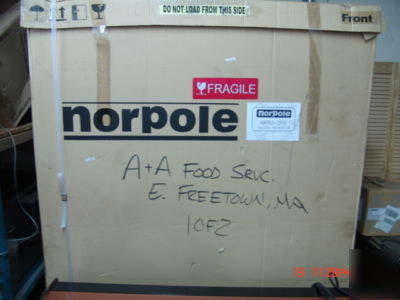 DO NOT LOAD FROM THIS SIDE
Front
FRAGILE
norpole
norpole
A+A FOOD SRVC.
E. FREETOWN, MA
1 OF 2